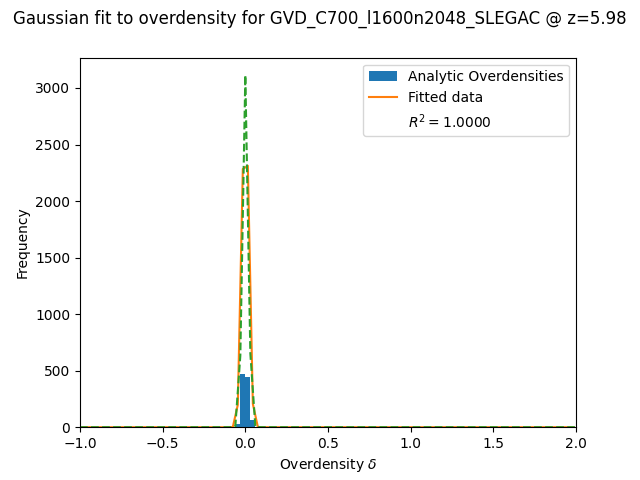 Gaussian fit to overdensity for GVD_C700_l1600n2048_SLEGAC @ z=5.98
Analytic Overdensities
Fitted data
R² = 1.0000
Frequency
3000
2500
2000
1500
1000
500
0
−1.0 −0.5 0.0 0.5 1.0 1.5 2.0
Overdensity δ